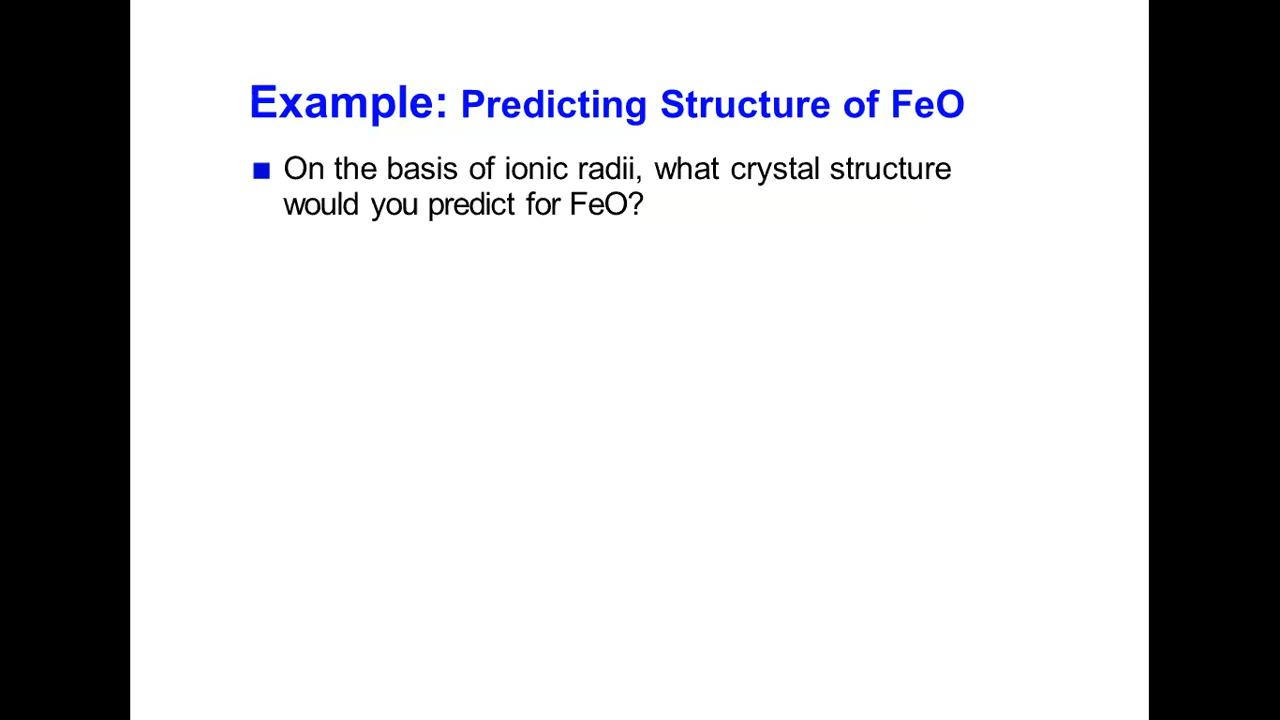 Example: Predicting Structure of FeO
■ On the basis of ionic radii, what crystal structure
would you predict for FeO?